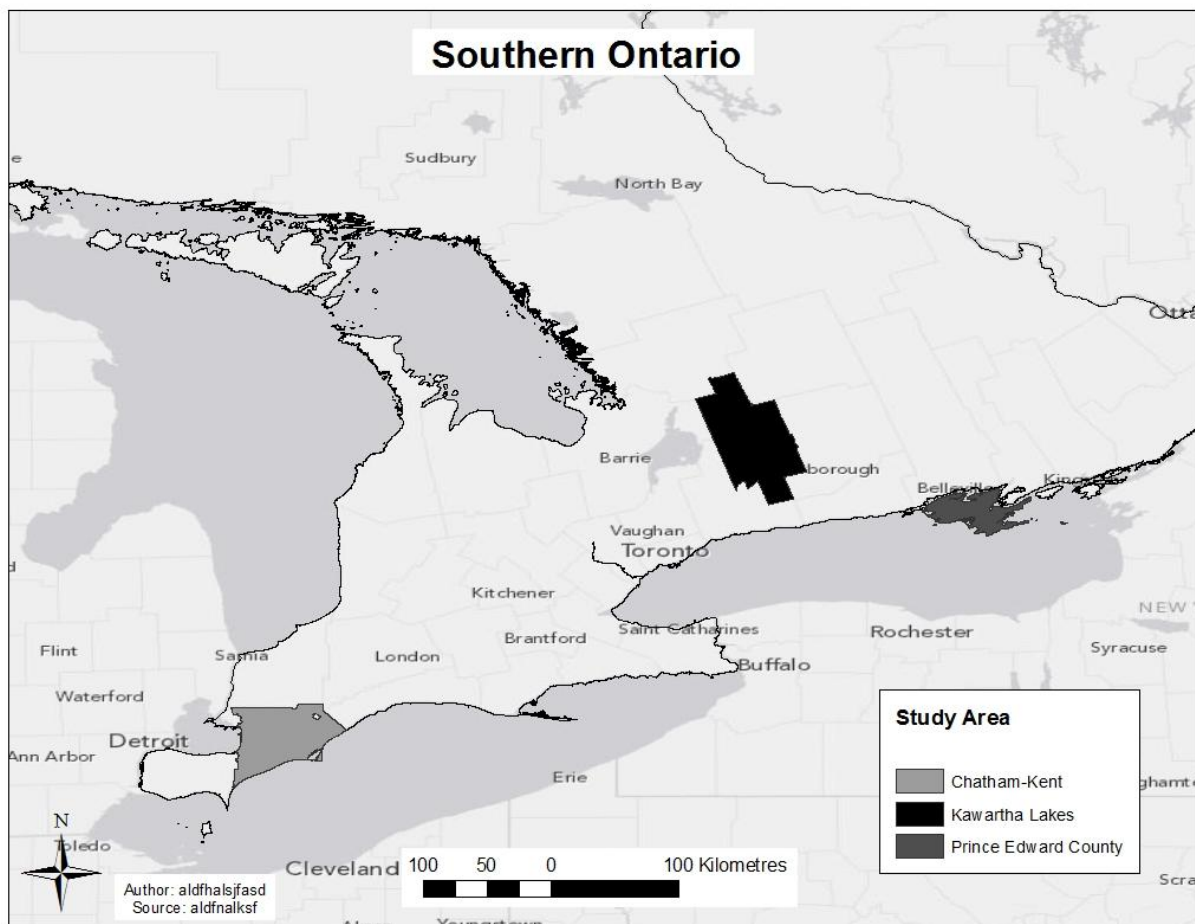 Southern Ontario
Sudbury
North Bay
Barrie
borough
Belleville
Vaughan
Toronto
Kitchener
Saint Catharines
Brantford
Rochester
NEW
Flint
Sarnia
London
Syracuse
Buffalo
Waterford
Detroit
Ann Arbor
Erie
Toledo
Cleveland
Study Area
Chatham-Kent
Kawartha Lakes
Prince Edward County
N
100 50 0 100 Kilometres
Author: aldfhalsjfasd
Source: aldfnalksf